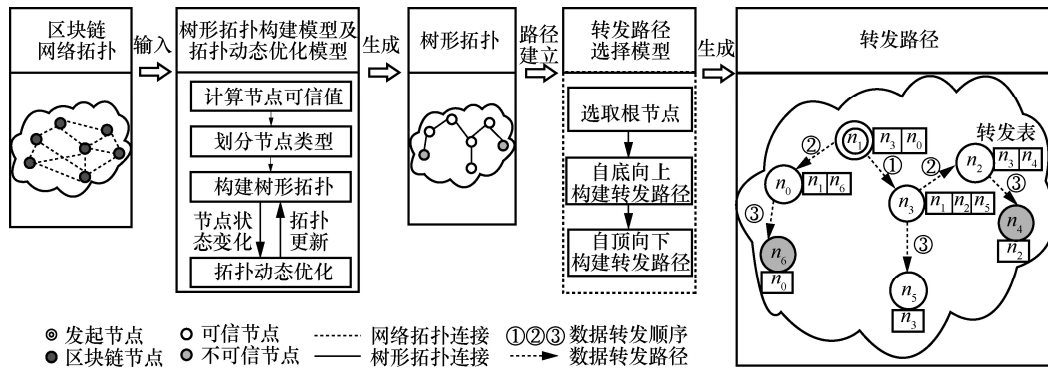 区块链
网络拓扑
输入
树形拓扑构建模型及
拓扑动态优化模型
计算节点可信值
划分节点类型
构建树形拓扑
节点状
态变化
拓扑
更新
拓扑动态优化
生成
树形拓扑
路径
建立
转发路径
选择模型
选取根节点
自底向上
构建转发路径
自顶向下
构建转发路径
生成
转发路径
转发表
n1 n3 n0
② ① ②
n2 n3 n4
n0 n1 n6
③ ③
n3 n1 n2 n5
n4
n2
③
n6
n0
n5
n3
发起节点
区块链节点
可信节点
不可信节点
网络拓扑连接
树形拓扑连接
①②③ 数据转发顺序
数据转发路径